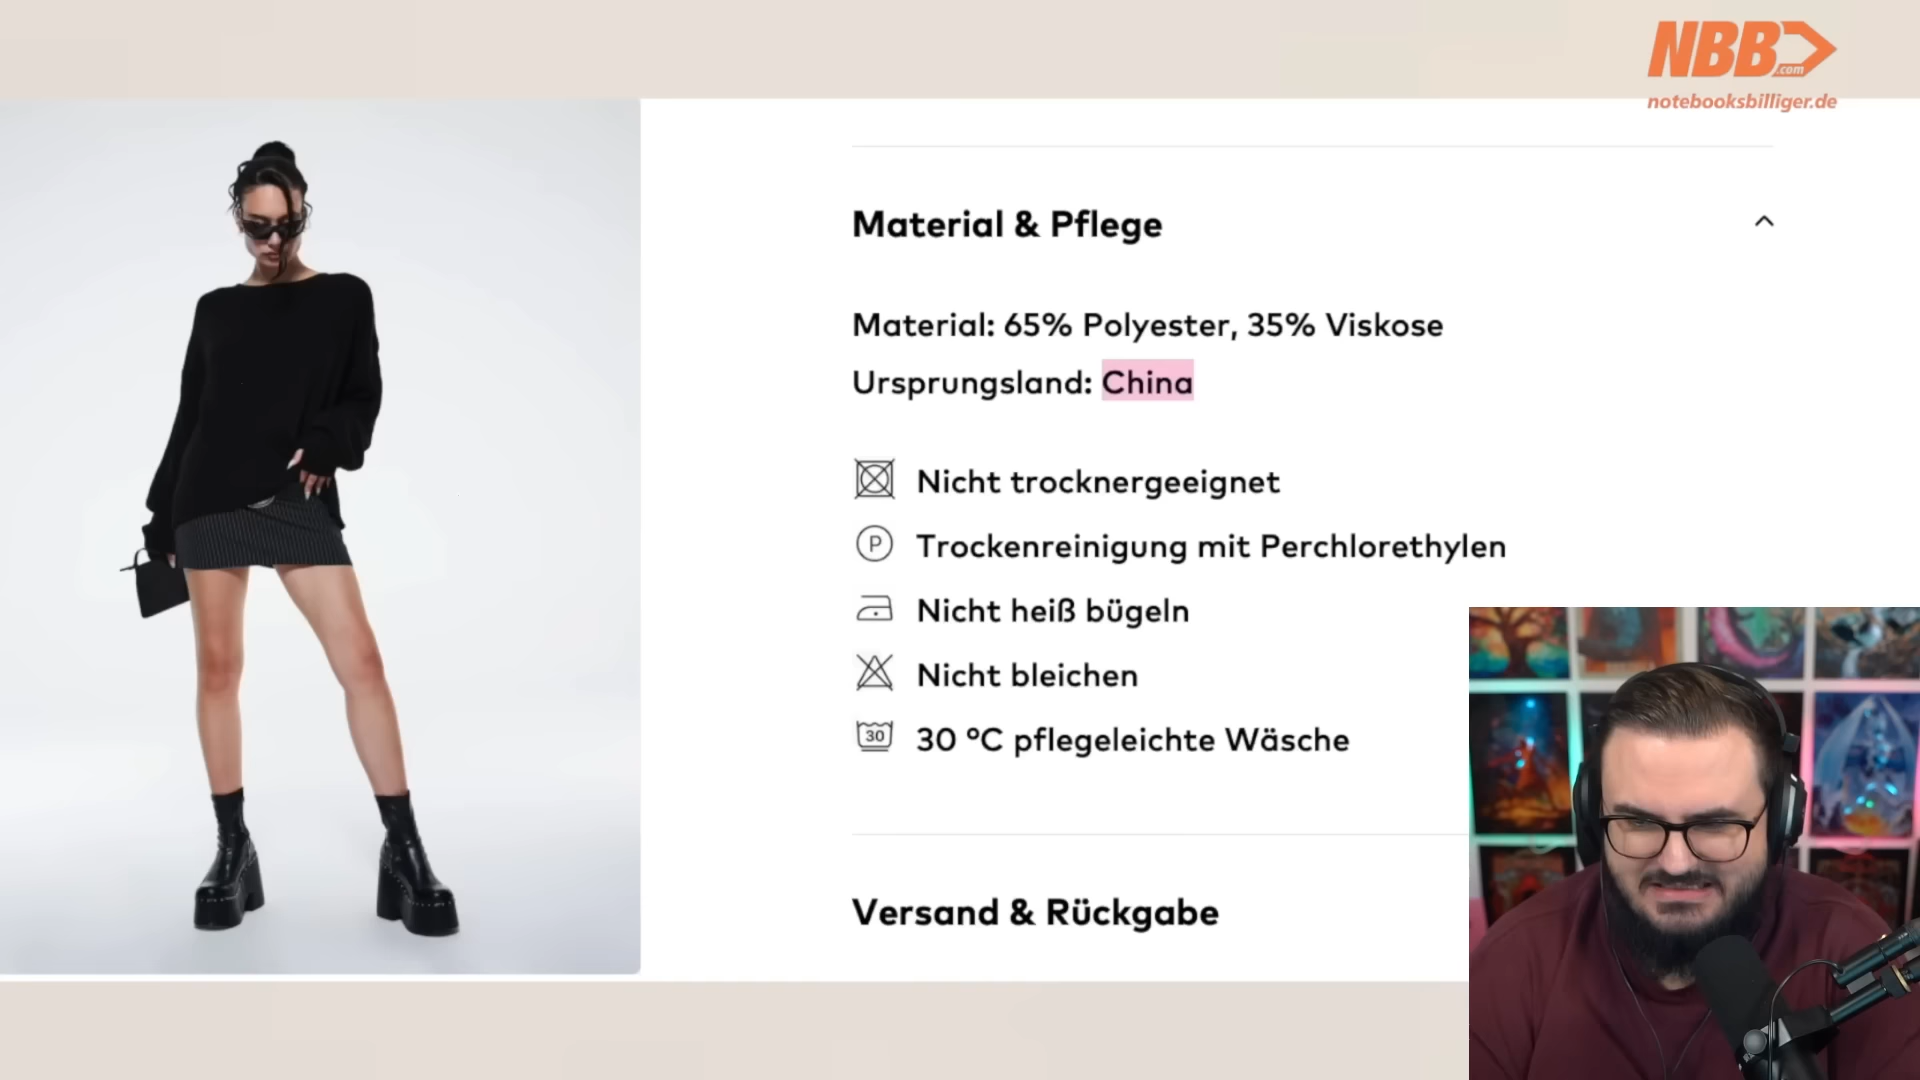 NBB.com
notebooksbilliger.de
Material & Pflege
Material: 65% Polyester, 35% Viskose
Ursprungsland: China
Nicht trocknergeeignet
P
Trockenreinigung mit Perchlorethylen
Nicht heiß bügeln
Nicht bleichen
30
30 °C pflegeleichte Wäsche
Versand & Rückgabe